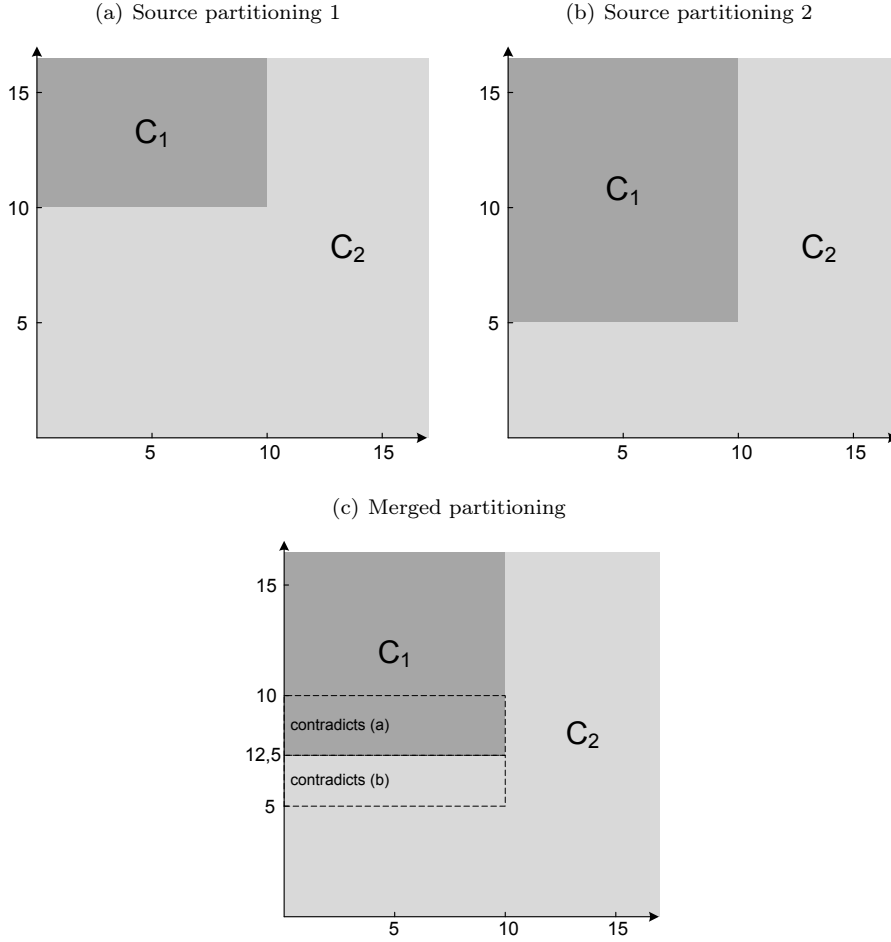 (a) Source partitioning 1
15
C1
10
C2
5
5 10 15
(b) Source partitioning 2
15
C1
10
C2
5
5 10 15
(c) Merged partitioning
15
C1
10
contradicts (a)
C2
12,5
contradicts (b)
5
5 10 15